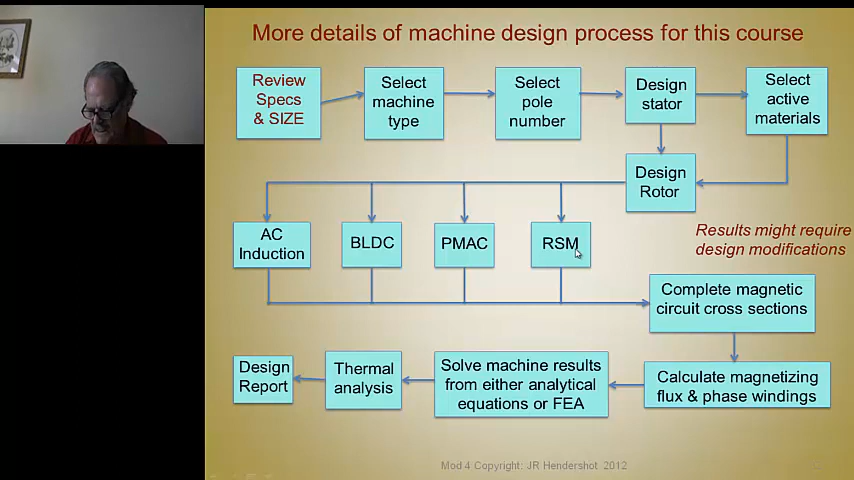 More details of machine design process for this course
Review
Specs
& SIZE
Select
machine
type
Select
pole
number
Design
stator
Select
active
materials
Design
Rotor
AC
Induction
BLDC
PMAC
RSM
Results might require
design modifications
Complete magnetic
circuit cross sections
Calculate magnetizing
flux & phase windings
Solve machine results
from either analytical
equations or FEA
Thermal
analysis
Design
Report
Mod 4 Copyright: JR Hendershot 2012